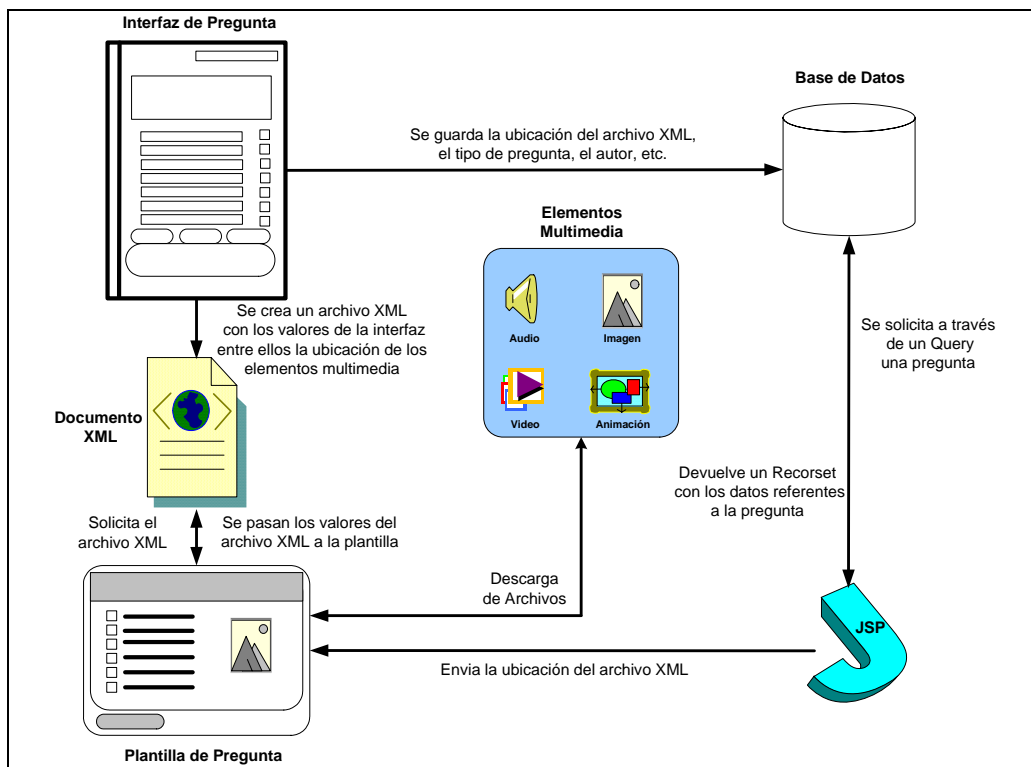 Interfaz de Pregunta
Base de Datos
Se guarda la ubicación del archivo XML,
el tipo de pregunta, el autor, etc.
Elementos
Multimedia
Audio
Imagen
Video
Animación
Se crea un archivo XML
con los valores de la interfaz
entre ellos la ubicación de los
elementos multimedia
Se solicita a través
de un Query
una pregunta
Documento
XML
Devuelve un Recorset
con los datos referentes
a la pregunta
Solicita el
archivo XML
Se pasan los valores del
archivo XML a la plantilla
Descarga
de Archivos
JSP
Envia la ubicación del archivo XML
Plantilla de Pregunta